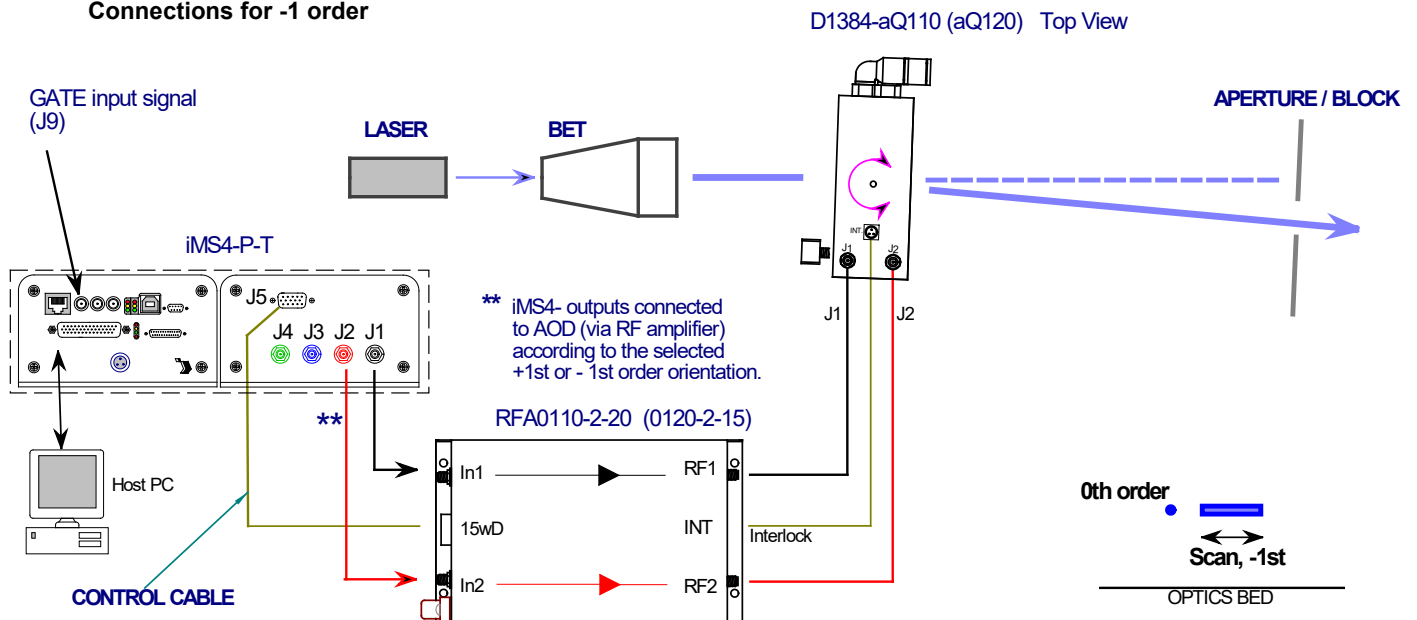 Connections for -1 order
D1384-aQ110 (aQ120) Top View
GATE input signal
(J9)
LASER
BET
APERTURE / BLOCK
INT.
J1
J2
iMS4-P-T
J5
J4
J3
J2
J1
** iMS4- outputs connected
to AOD (via RF amplifier)
according to the selected
+1st or - 1st order orientation.
J1
J2
**
RFA0110-2-20 (0120-2-15)
In1
RF1
Host PC
15wD
INT
Interlock
In2
RF2
CONTROL CABLE
0th order
Scan, -1st
OPTICS BED